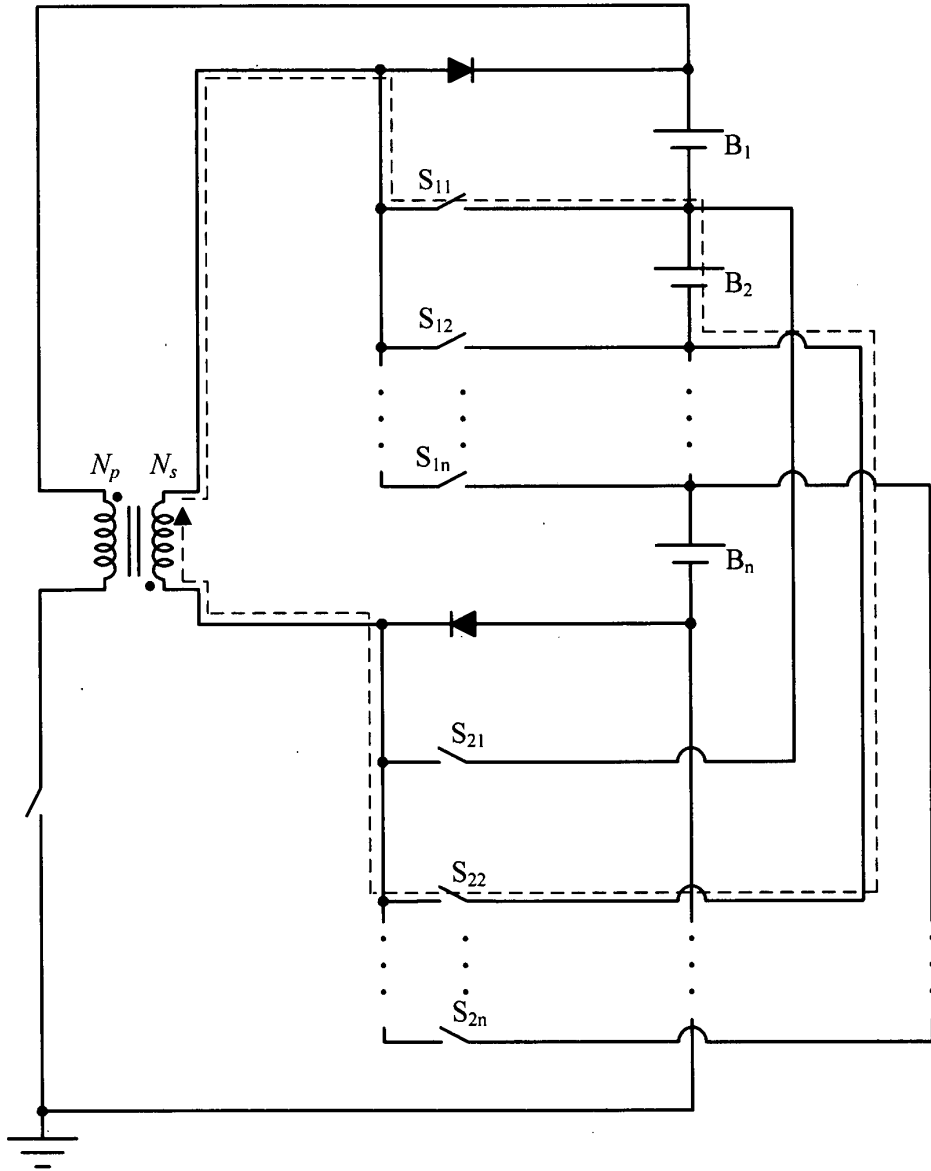 B₁
S₁₁
B₂
S₁₂
S₁ₙ
Nₚ Nₛ
Bₙ
S₂₁
S₂₂
S₂ₙ